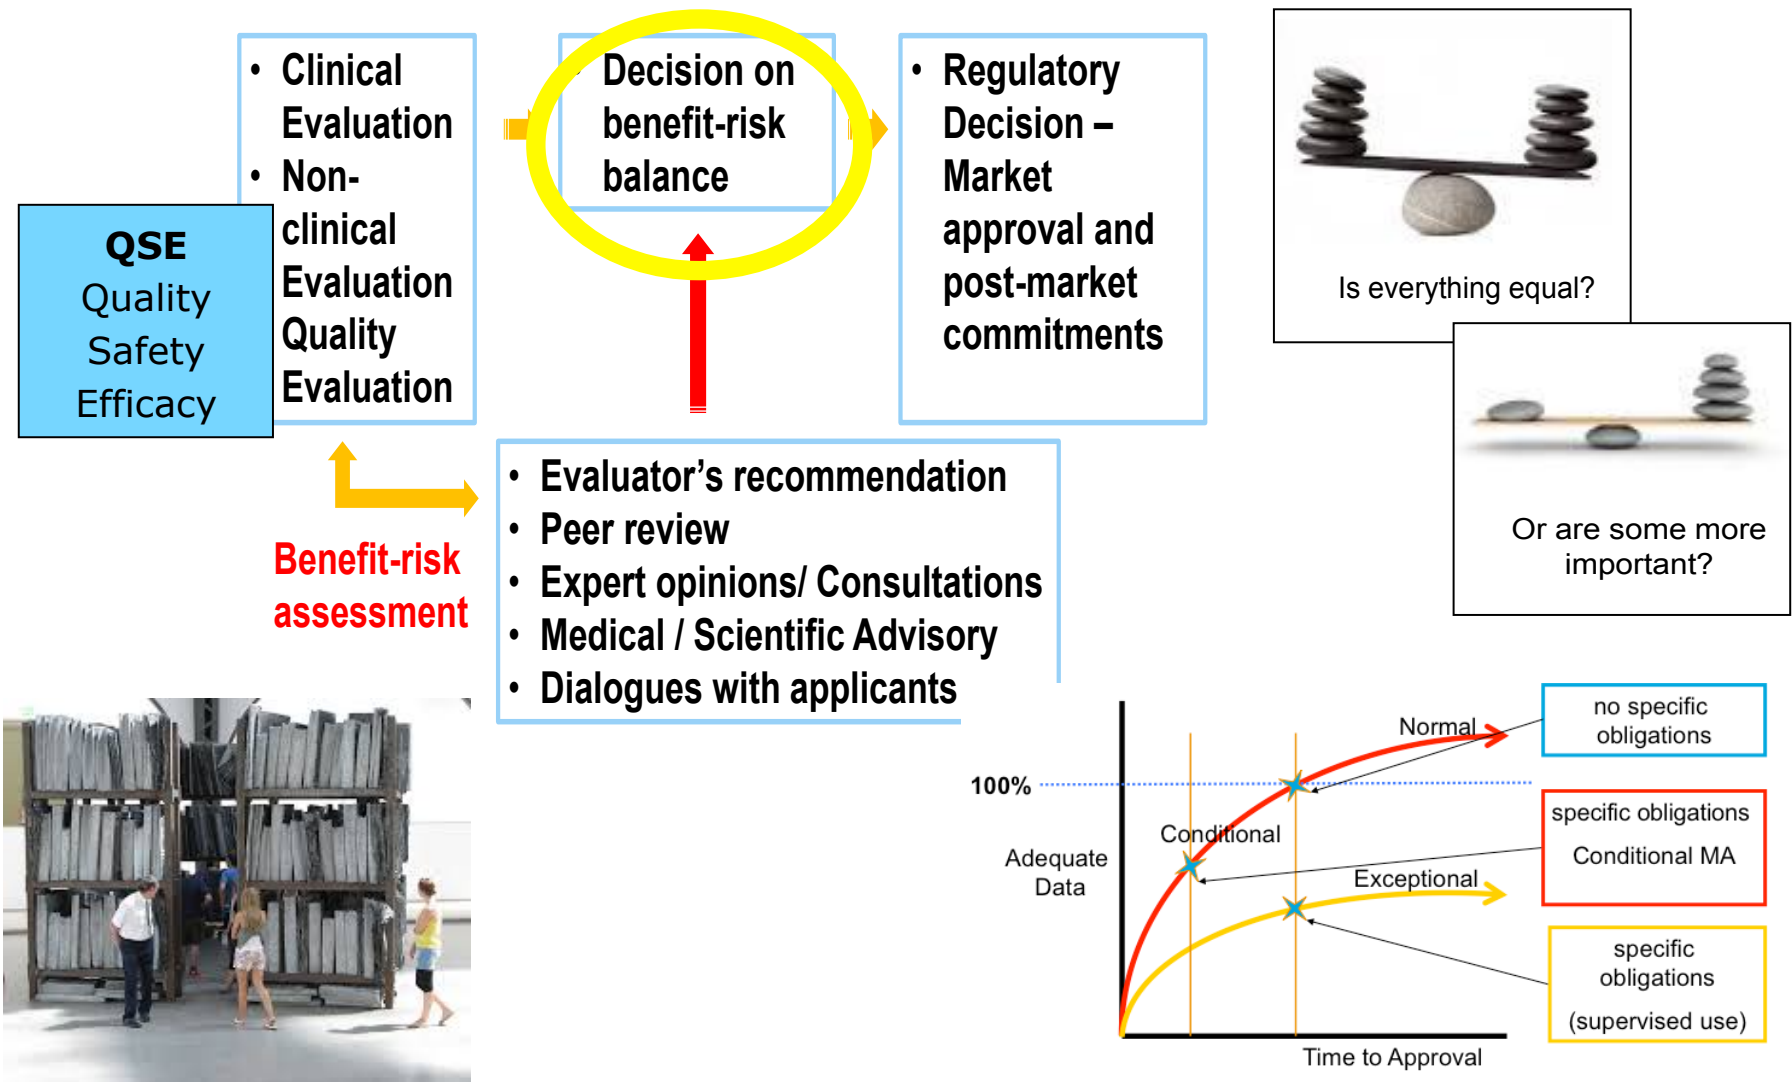 • Clinical
Evaluation
• Non-
clinical
Evaluation
Quality
Evaluation
QSE
Quality
Safety
Efficacy
• Decision on
benefit-risk
balance
• Regulatory
Decision –
Market
approval and
post-market
commitments
Is everything equal?
Or are some more
important?
Benefit-risk
assessment
• Evaluator’s recommendation
• Peer review
• Expert opinions/ Consultations
• Medical / Scientific Advisory
• Dialogues with applicants
100%
Adequate
Data
Normal
Conditional
Exceptional
Time to Approval
no specific
obligations
specific obligations
Conditional MA
specific
obligations
(supervised use)